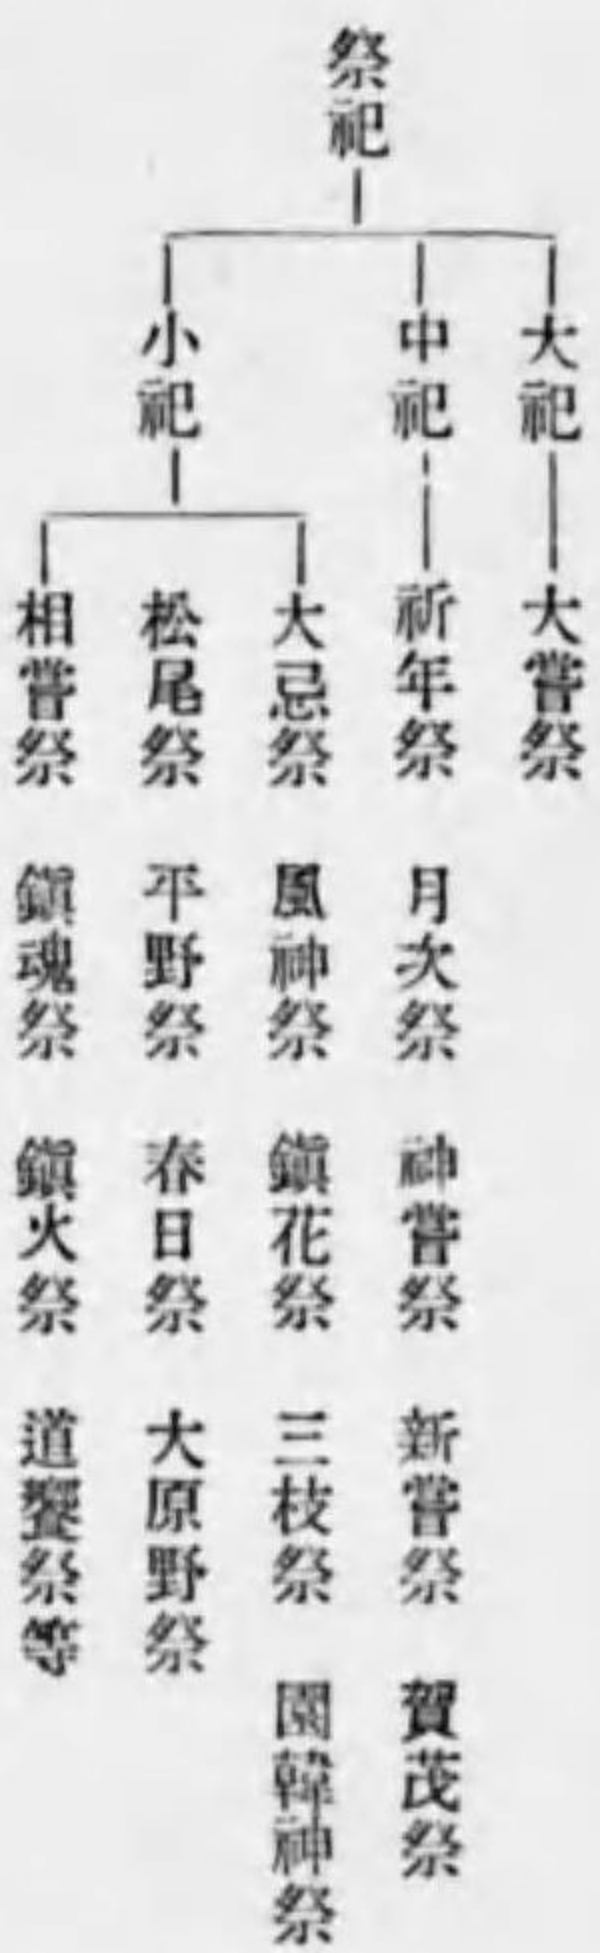 祭祀
大祀
大嘗祭
中祀
祈年祭 月次祭 神嘗祭 新嘗祭 賀茂祭
小祀
大忌祭 風神祭 鎭花祭 三枝祭 園韓神祭
松尾祭 平野祭 春日祭 大原野祭
相嘗祭 鎭魂祭 鎭火祭 道饗祭等